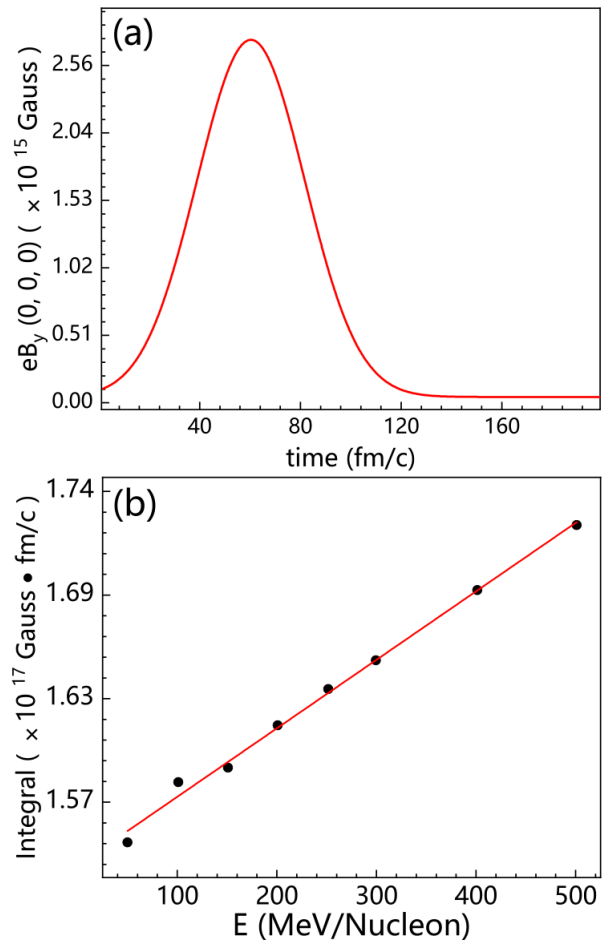 (a)
eB_y (0, 0, 0) ( × 10^15 Gauss)
2.56
2.04
1.53
1.02
0.51
0.00
40 80 120 160
time (fm/c)
(b)
Integral ( × 10^17 Gauss • fm/c )
1.74
1.69
1.63
1.57
100 200 300 400 500
E (MeV/Nucleon)